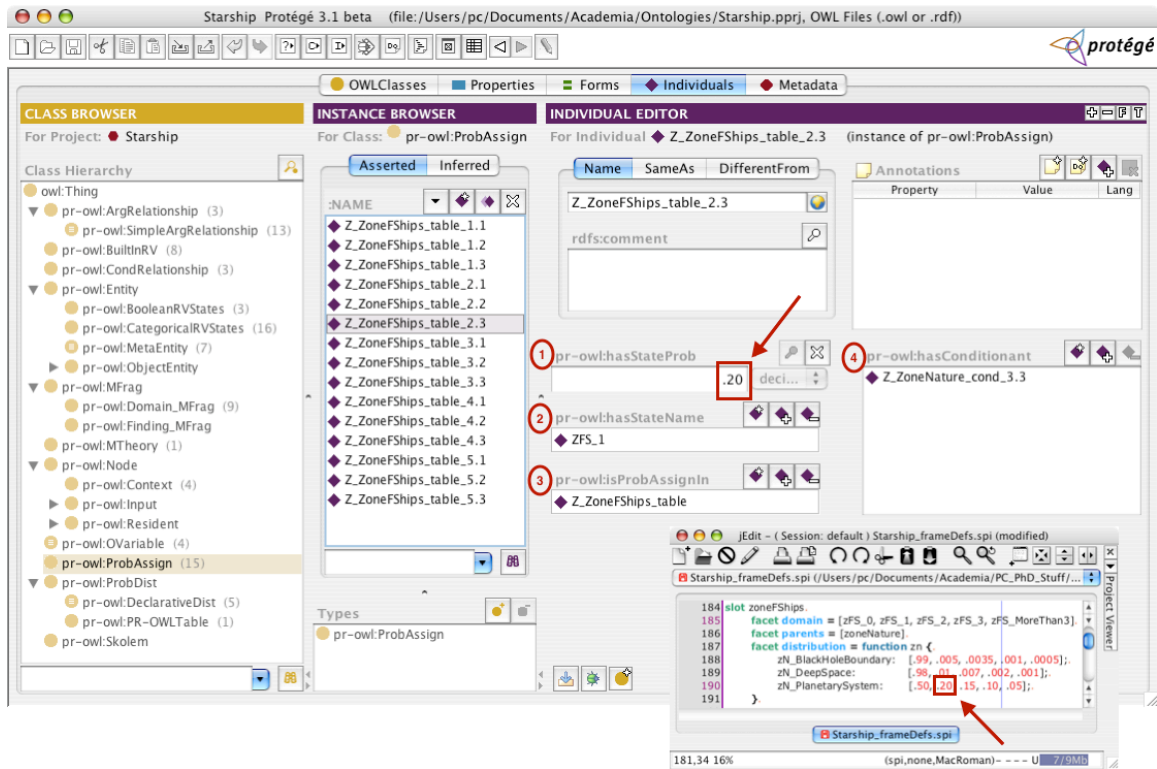 Starship Protégé 3.1 beta (file:/Users/pc/Documents/Academia/Ontologies/Starship.pprj, OWL Files (.owl or .rdf))
protégé
OWLClasses Properties Forms Individuals Metadata
CLASS BROWSER
For Project: Starship
Class Hierarchy
owl:Thing
pr-owl:ArgRelationship (3)
pr-owl:SimpleArgRelationship (13)
pr-owl:BuiltInRV (8)
pr-owl:CondRelationship (3)
pr-owl:Entity
pr-owl:BooleanRVStates (3)
pr-owl:CategoricalRVStates (16)
pr-owl:MetaEntity (7)
pr-owl:ObjectEntity
pr-owl:MFrag
pr-owl:Domain_MFrag (9)
pr-owl:Finding_MFrag
pr-owl:MTheory (1)
pr-owl:Node
pr-owl:Context (4)
pr-owl:Input
pr-owl:Resident
pr-owl:OVariable (4)
pr-owl:ProbAssign (15)
pr-owl:ProbDist
pr-owl:DeclarativeDist (5)
pr-owl:PR-OWLTable (1)
pr-owl:Skolem
INSTANCE BROWSER
For Class: pr-owl:ProbAssign
Asserted Inferred
:NAME
Z_ZoneFShips_table_1.1
Z_ZoneFShips_table_1.2
Z_ZoneFShips_table_1.3
Z_ZoneFShips_table_2.1
Z_ZoneFShips_table_2.2
Z_ZoneFShips_table_2.3
Z_ZoneFShips_table_3.1
Z_ZoneFShips_table_3.2
Z_ZoneFShips_table_3.3
Z_ZoneFShips_table_4.1
Z_ZoneFShips_table_4.2
Z_ZoneFShips_table_4.3
Z_ZoneFShips_table_5.1
Z_ZoneFShips_table_5.2
Z_ZoneFShips_table_5.3
Types
pr-owl:ProbAssign
INDIVIDUAL EDITOR
For Individual Z_ZoneFShips_table_2.3 (instance of pr-owl:ProbAssign)
Name SameAs DifferentFrom
Z_ZoneFShips_table_2.3
rdfs:comment
Annotations
Property Value Lang
1 pr-owl:hasStateProb
.20 deci...
2 pr-owl:hasStateName
ZFS_1
3 pr-owl:isProbAssignIn
Z_ZoneFShips_table
4 pr-owl:hasConditionant
Z_ZoneNature_cond_3.3
jEdit - ( Session: default ) Starship_frameDefs.spi (modified)
Starship_frameDefs.spi (/Users/pc/Documents/Academia/PC_PhD_Stuff/...
Project Viewer
184 slot zoneFShips.
185 facet domain = [zFS_0, zFS_1, zFS_2, zFS_3, zFS_MoreThan3].
186 facet parents = [zoneNature].
187 facet distribution = function zn {.
188 zN_BlackHoleBoundary: [.99, .005, .0035, .001, .0005];.
189 zN_DeepSpace: [.98, .01, .007, .002, .001];.
190 zN_PlanetarySystem: [.50, .20, .15, .10, .05];.
191 }.
Starship_frameDefs.spi
181,34 16% (spi,none,MacRoman)- - - - U 7/9Mb